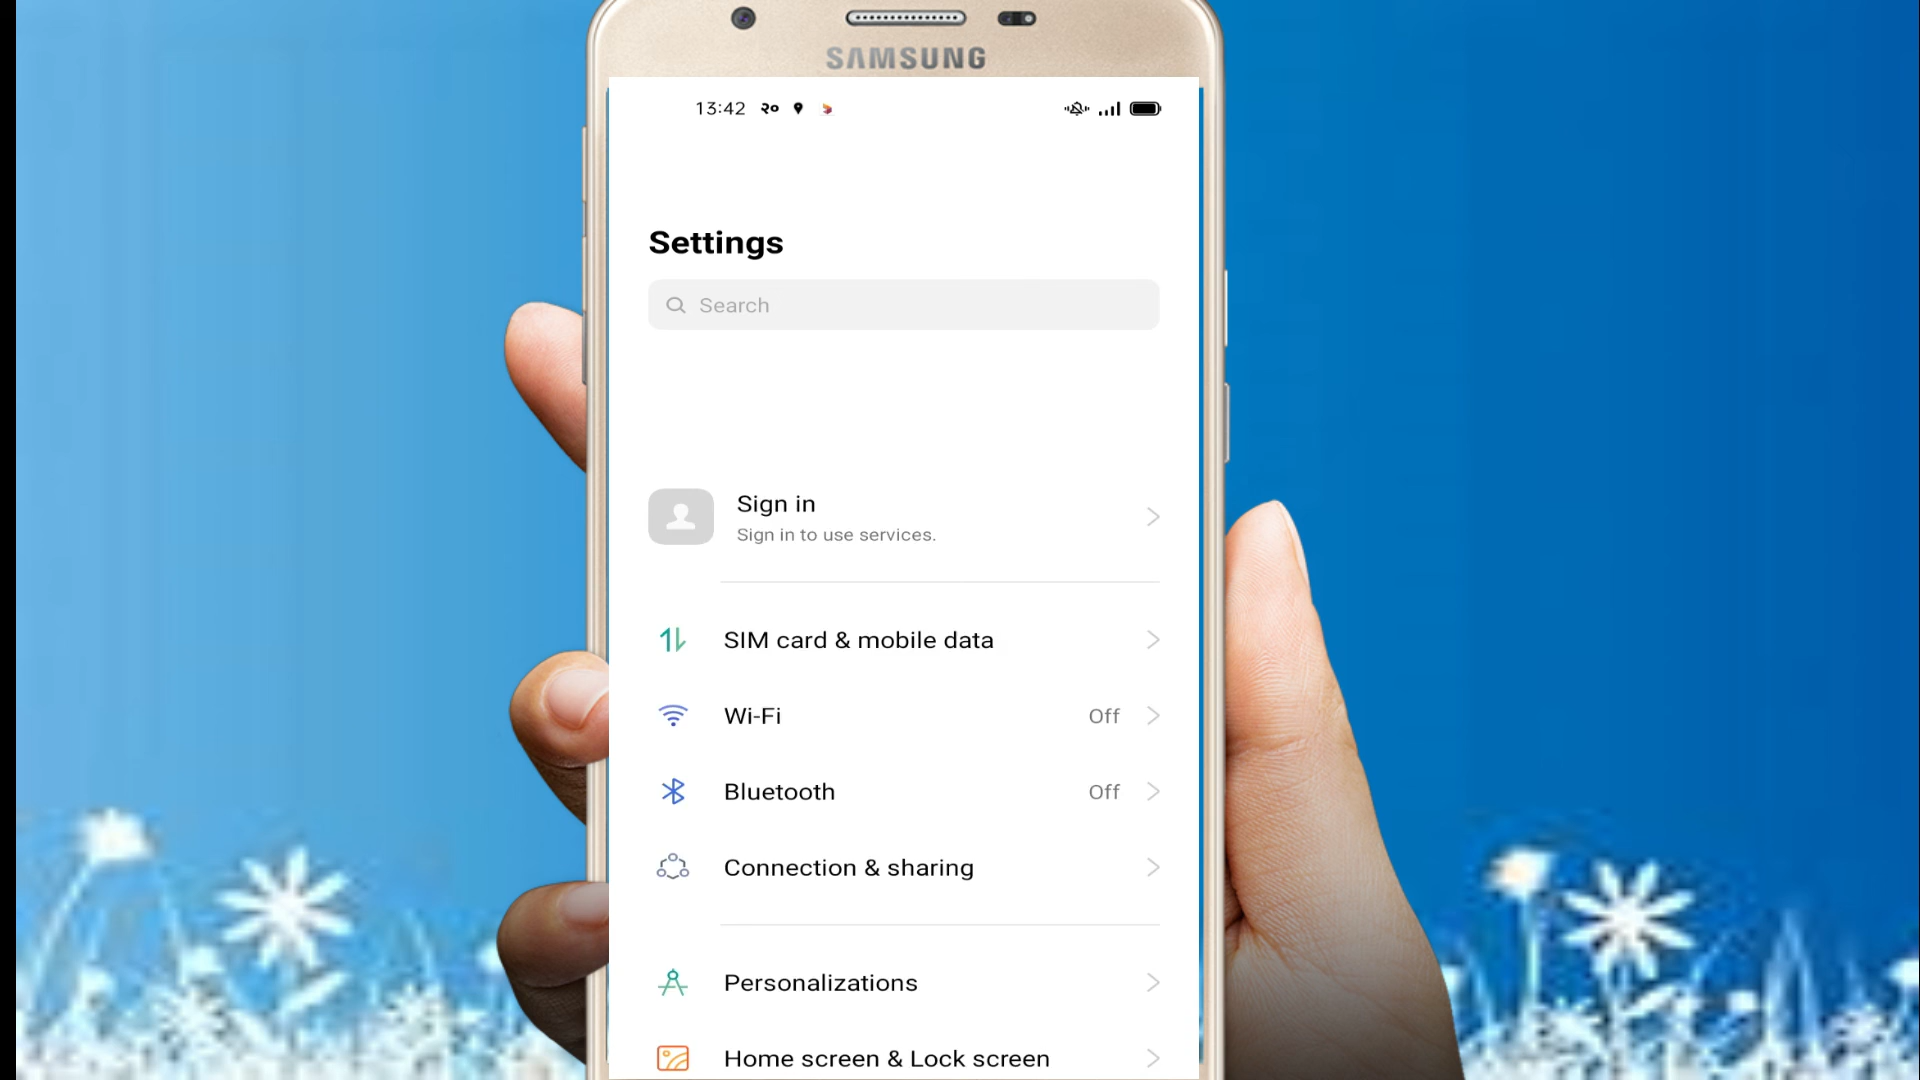 SAMSUNG
13:42 २०
Settings
Search
Sign in
Sign in to use services.
SIM card & mobile data
Wi-Fi Off
Bluetooth Off
Connection & sharing
Personalizations
Home screen & Lock screen